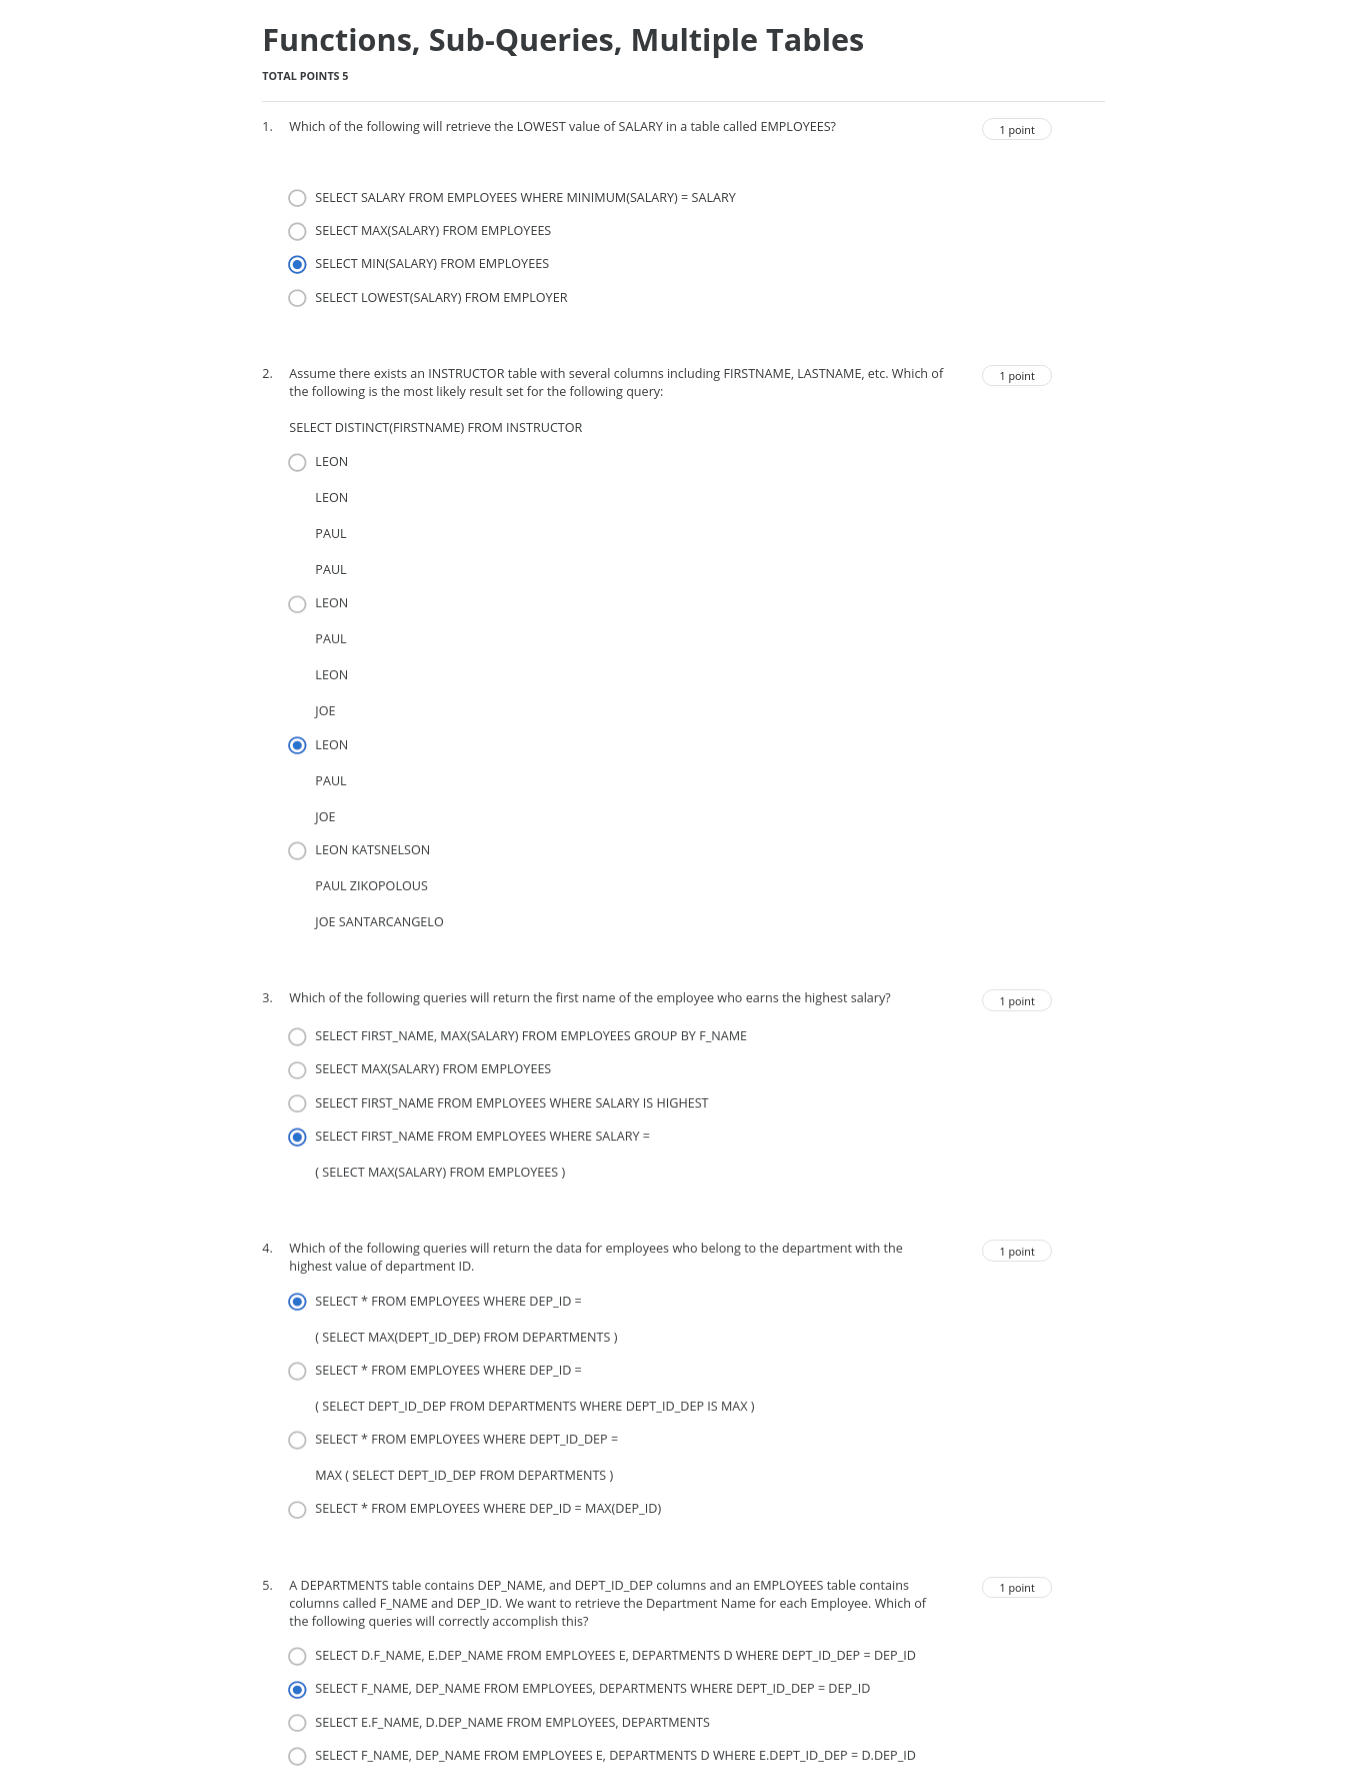 Functions, Sub-Queries, Multiple Tables
TOTAL POINTS 5
1. Which of the following will retrieve the LOWEST value of SALARY in a table called EMPLOYEES? 1 point
SELECT SALARY FROM EMPLOYEES WHERE MINIMUM(SALARY) = SALARY
SELECT MAX(SALARY) FROM EMPLOYEES
SELECT MIN(SALARY) FROM EMPLOYEES
SELECT LOWEST(SALARY) FROM EMPLOYER
2. Assume there exists an INSTRUCTOR table with several columns including FIRSTNAME, LASTNAME, etc. Which of 1 point
the following is the most likely result set for the following query:
SELECT DISTINCT(FIRSTNAME) FROM INSTRUCTOR
LEON
LEON
PAUL
PAUL
LEON
PAUL
LEON
JOE
LEON
PAUL
JOE
LEON KATSNELSON
PAUL ZIKOPOLOUS
JOE SANTARCANGELO
3. Which of the following queries will return the first name of the employee who earns the highest salary? 1 point
SELECT FIRST_NAME, MAX(SALARY) FROM EMPLOYEES GROUP BY F_NAME
SELECT MAX(SALARY) FROM EMPLOYEES
SELECT FIRST_NAME FROM EMPLOYEES WHERE SALARY IS HIGHEST
SELECT FIRST_NAME FROM EMPLOYEES WHERE SALARY =
( SELECT MAX(SALARY) FROM EMPLOYEES )
4. Which of the following queries will return the data for employees who belong to the department with the 1 point
highest value of department ID.
SELECT * FROM EMPLOYEES WHERE DEP_ID =
( SELECT MAX(DEPT_ID_DEP) FROM DEPARTMENTS )
SELECT * FROM EMPLOYEES WHERE DEP_ID =
( SELECT DEPT_ID_DEP FROM DEPARTMENTS WHERE DEPT_ID_DEP IS MAX )
SELECT * FROM EMPLOYEES WHERE DEPT_ID_DEP =
MAX ( SELECT DEPT_ID_DEP FROM DEPARTMENTS )
SELECT * FROM EMPLOYEES WHERE DEP_ID = MAX(DEP_ID)
5. A DEPARTMENTS table contains DEP_NAME, and DEPT_ID_DEP columns and an EMPLOYEES table contains 1 point
columns called F_NAME and DEP_ID. We want to retrieve the Department Name for each Employee. Which of
the following queries will correctly accomplish this?
SELECT D.F_NAME, E.DEP_NAME FROM EMPLOYEES E, DEPARTMENTS D WHERE DEPT_ID_DEP = DEP_ID
SELECT F_NAME, DEP_NAME FROM EMPLOYEES, DEPARTMENTS WHERE DEPT_ID_DEP = DEP_ID
SELECT E.F_NAME, D.DEP_NAME FROM EMPLOYEES, DEPARTMENTS
SELECT F_NAME, DEP_NAME FROM EMPLOYEES E, DEPARTMENTS D WHERE E.DEPT_ID_DEP = D.DEP_ID